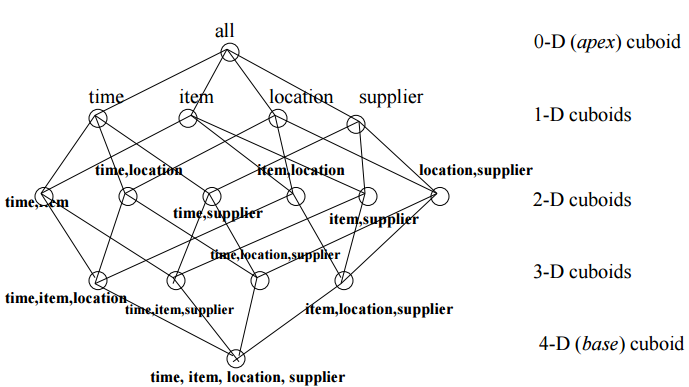 all
0-D (apex) cuboid
time
item
location
supplier
1-D cuboids
time,location
item,location
location,supplier
time,item
time,supplier
item,supplier
2-D cuboids
time,location,supplier
3-D cuboids
time,item,location
time,item,supplier
item,location,supplier
4-D (base) cuboid
time, item, location, supplier